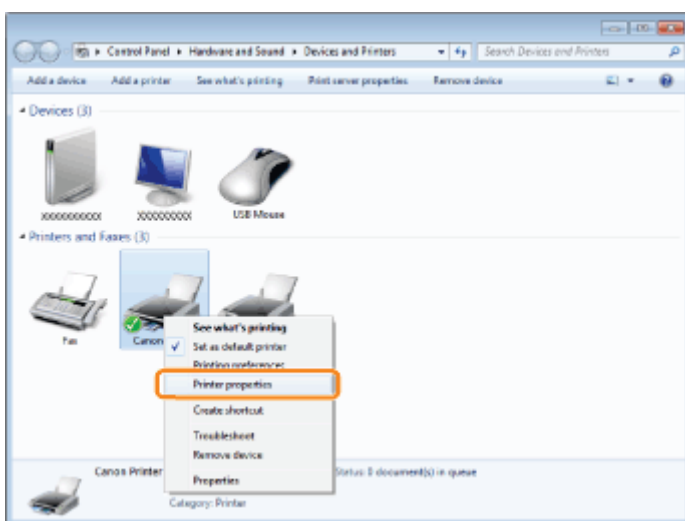 Control Panel ▸ Hardware and Sound ▸ Devices and Printers
Search Devices and Printers
Add a device Add a printer See what's printing Print server properties Remove device
Devices (3)
XXXXXXXXXX XXXXXXXXX USB Mouse
Printers and Faxes (3)
Fax Canon
See what's printing
Set as default printer
Printing preferences
Printer properties
Create shortcut
Troubleshoot
Remove device
Properties
Canon Printer Status: 0 document(s) in queue
Category: Printer